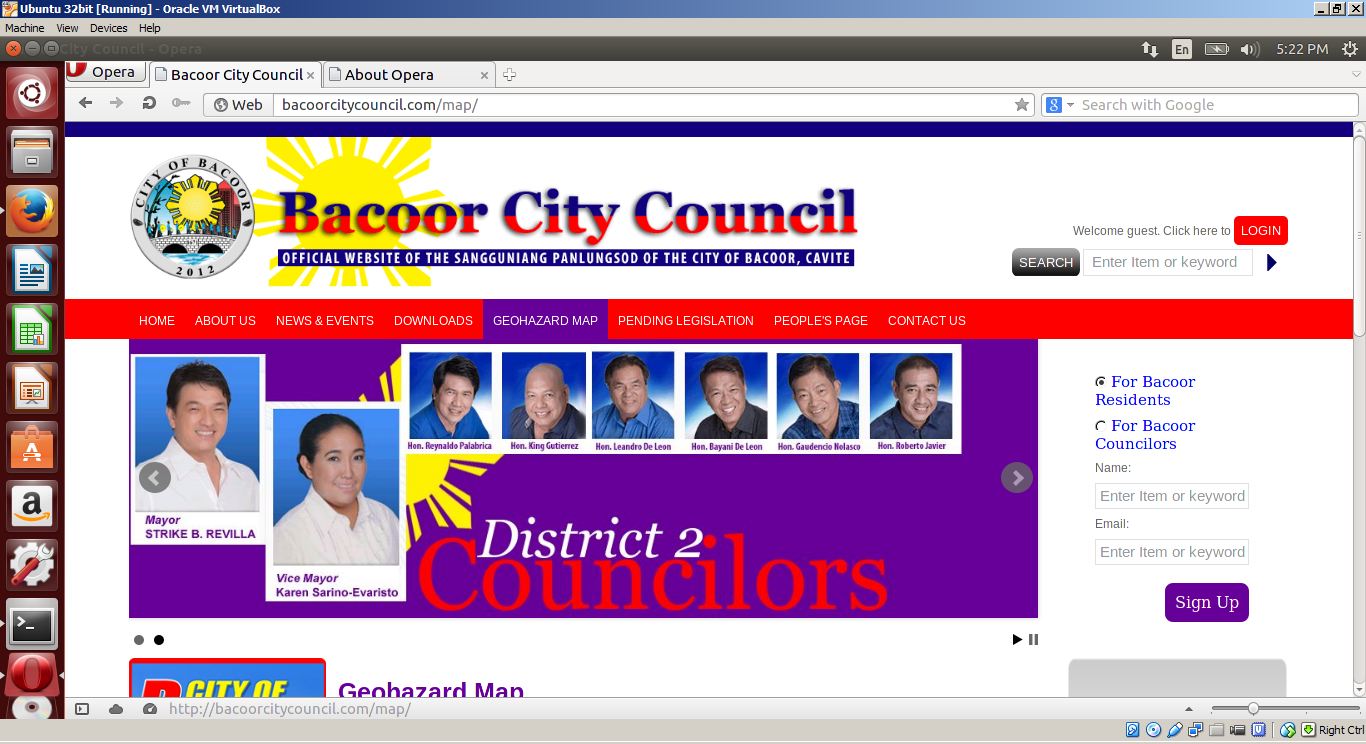 Ubuntu 32bit [Running] - Oracle VM VirtualBox
Machine View Devices Help
City Council - Opera
En
5:22 PM
Opera
Bacoor City Council
About Opera
Web
bacoorcitycouncil.com/map/
Search with Google
CITY OF BACOOR
2012
Bacoor City Council
OFFICIAL WEBSITE OF THE SANGGUNIANG PANLUNGSOD OF THE CITY OF BACOOR, CAVITE
Welcome guest. Click here to LOGIN
SEARCH Enter Item or keyword
HOME ABOUT US NEWS & EVENTS DOWNLOADS GEOHAZARD MAP PENDING LEGISLATION PEOPLE'S PAGE CONTACT US
Hon. Reynaldo Palabrica Hon. King Gutierrez Hon. Leandro De Leon Hon. Bayani De Leon Hon. Gaudencio Nolasco Hon. Roberto Javier
Mayor
STRIKE B. REVILLA
Vice Mayor
Karen Sarino-Evaristo
District 2
Councilors
For Bacoor
Residents
For Bacoor
Councilors
Name:
Enter Item or keyword
Email:
Enter Item or keyword
Sign Up
CITY OF
Geohazard Map
http://bacoorcitycouncil.com/map/
Right Ctrl